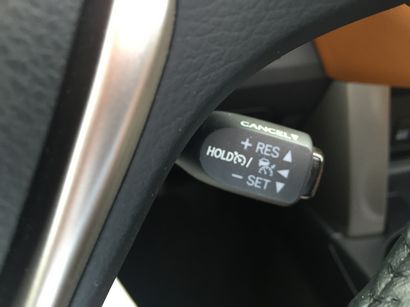 CANCEL
+ RES ▲
HOLD /
− SET ▼